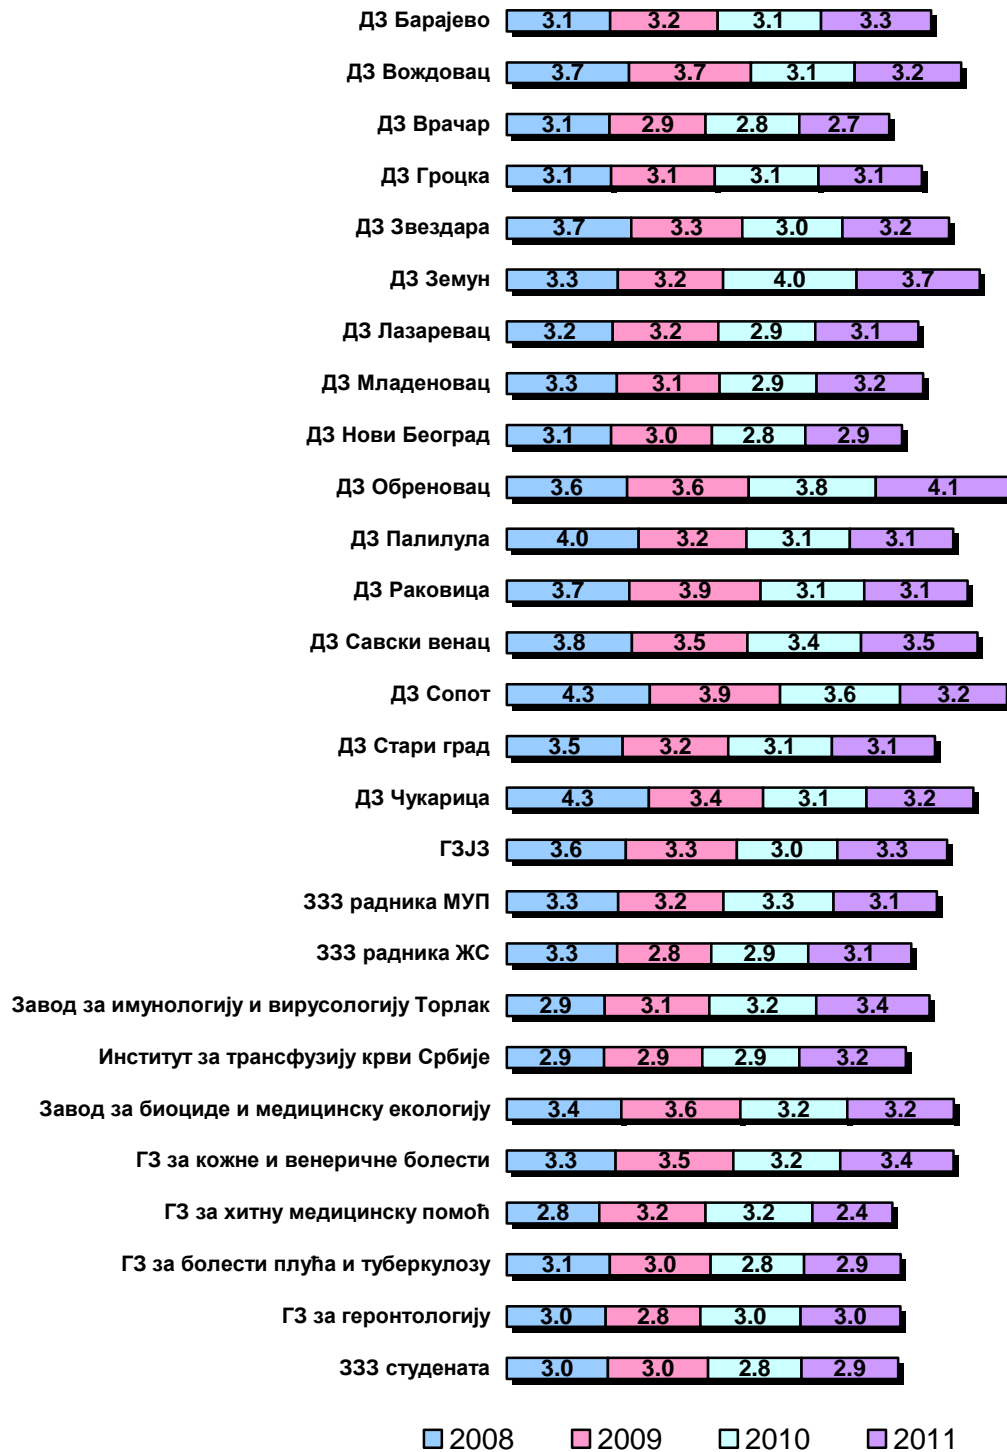 ДЗ Барајево 3.1 3.2 3.1 3.3
ДЗ Вождовац 3.7 3.7 3.1 3.2
ДЗ Врачар 3.1 2.9 2.8 2.7
ДЗ Гроцка 3.1 3.1 3.1 3.1
ДЗ Звездара 3.7 3.3 3.0 3.2
ДЗ Земун 3.3 3.2 4.0 3.7
ДЗ Лазаревац 3.2 3.2 2.9 3.1
ДЗ Младеновац 3.3 3.1 2.9 3.2
ДЗ Нови Београд 3.1 3.0 2.8 2.9
ДЗ Обреновац 3.6 3.6 3.8 4.1
ДЗ Палилула 4.0 3.2 3.1 3.1
ДЗ Раковица 3.7 3.9 3.1 3.1
ДЗ Савски венац 3.8 3.5 3.4 3.5
ДЗ Сопот 4.3 3.9 3.6 3.2
ДЗ Стари град 3.5 3.2 3.1 3.1
ДЗ Чукарица 4.3 3.4 3.1 3.2
ГЗЈЗ 3.6 3.3 3.0 3.3
ЗЗЗ радника МУП 3.3 3.2 3.3 3.1
ЗЗЗ радника ЖС 3.3 2.8 2.9 3.1
Завод за имунологију и вирусологију Торлак 2.9 3.1 3.2 3.4
Институт за трансфузију крви Србије 2.9 2.9 2.9 3.2
Завод за биоциде и медицинску екологију 3.4 3.6 3.2 3.2
ГЗ за кожне и венеричне болести 3.3 3.5 3.2 3.4
ГЗ за хитну медицинску помоћ 2.8 3.2 3.2 2.4
ГЗ за болести плућа и туберкулозу 3.1 3.0 2.8 2.9
ГЗ за геронтологију 3.0 2.8 3.0 3.0
ЗЗЗ студената 3.0 3.0 2.8 2.9
2008 2009 2010 2011